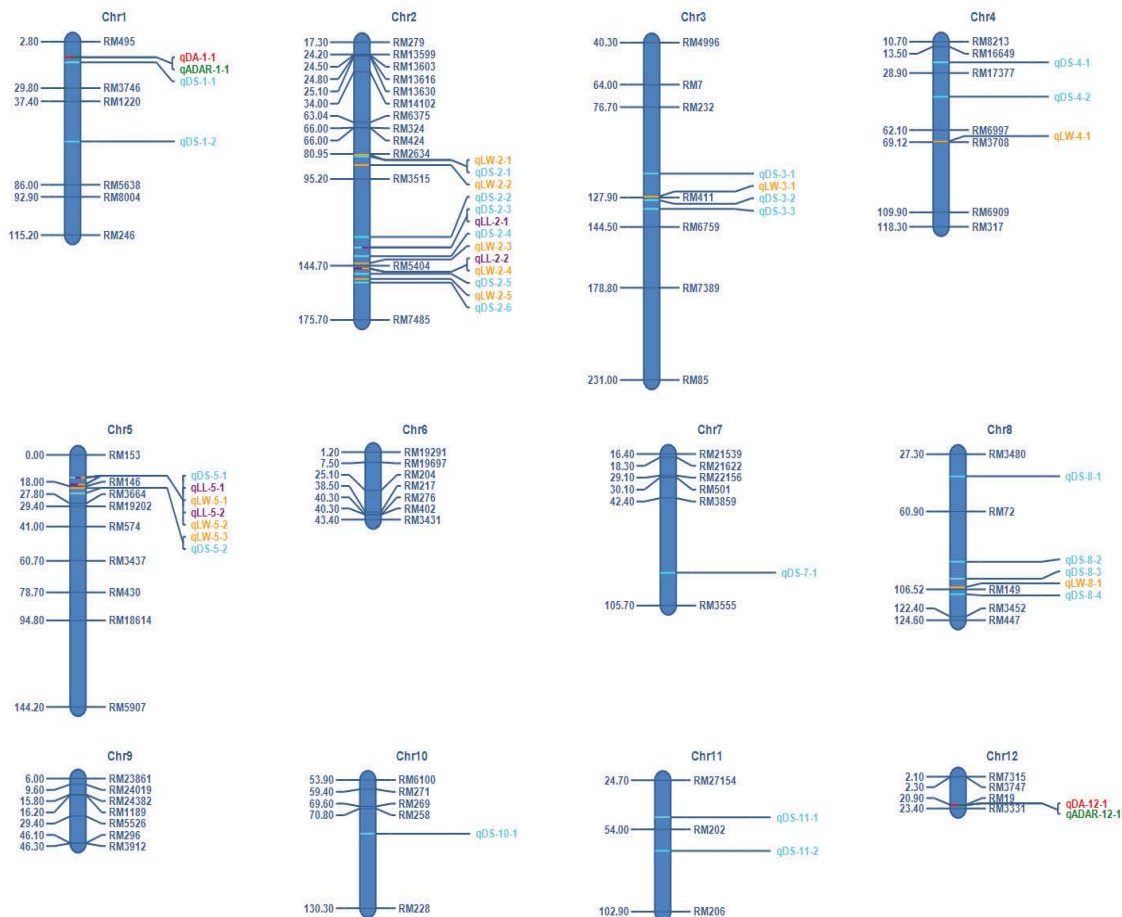 Chr1
2.80 RM495
qDA-1-1
qADAR-1-1
qDS-1-1
29.80 RM3746
37.40 RM1220
qDS-1-2
86.00 RM5638
92.90 RM8004
115.20 RM246
Chr2
17.30 RM279
24.20 RM13599
24.50 RM13603
24.80 RM13616
25.10 RM13630
34.00 RM14102
63.04 RM6375
66.00 RM324
66.00 RM424
80.95 RM2634
qLW-2-1
qDS-2-1
95.20 RM3515
qLW-2-2
qDS-2-2
qDS-2-3
qLL-2-1
qDS-2-4
qLW-2-3
qLL-2-2
144.70 RM5404
qLW-2-4
qDS-2-5
qLW-2-5
qDS-2-6
175.70 RM7485
Chr3
40.30 RM4996
64.00 RM7
76.70 RM232
qDS-3-1
qLW-3-1
127.90 RM411
qDS-3-2
qDS-3-3
144.50 RM6759
178.80 RM7389
231.00 RM85
Chr4
10.70 RM8213
13.50 RM16649
qDS-4-1
28.90 RM17377
qDS-4-2
62.10 RM6997
qLW-4-1
69.12 RM3708
109.90 RM6909
118.30 RM317
Chr5
0.00 RM153
qDS-5-1
18.00 RM146
qLL-5-1
27.80 RM3664
qLW-5-1
29.40 RM19202
qLL-5-2
41.00 RM574
qLW-5-2
qLW-5-3
qDS-5-2
60.70 RM3437
78.70 RM430
94.80 RM18614
144.20 RM5907
Chr6
1.20 RM19291
7.50 RM19697
25.10 RM204
38.50 RM217
40.30 RM276
40.30 RM402
43.40 RM3431
Chr7
16.40 RM21539
18.30 RM21622
29.10 RM22156
30.10 RM501
42.40 RM3859
qDS-7-1
105.70 RM3555
Chr8
27.30 RM3480
qDS-8-1
60.90 RM72
qDS-8-2
qDS-8-3
qLW-8-1
106.52 RM149
qDS-8-4
122.40 RM3452
124.60 RM447
Chr9
6.00 RM23861
9.60 RM24019
15.80 RM24382
16.20 RM1189
29.40 RM5526
46.10 RM296
46.30 RM3912
Chr10
53.90 RM6100
59.40 RM271
69.60 RM269
70.80 RM258
qDS-10-1
130.30 RM228
Chr11
24.70 RM27154
qDS-11-1
54.00 RM202
qDS-11-2
102.90 RM206
Chr12
2.10 RM7315
2.30 RM3747
20.90 RM19
qDA-12-1
23.40 RM3331
qADAR-12-1